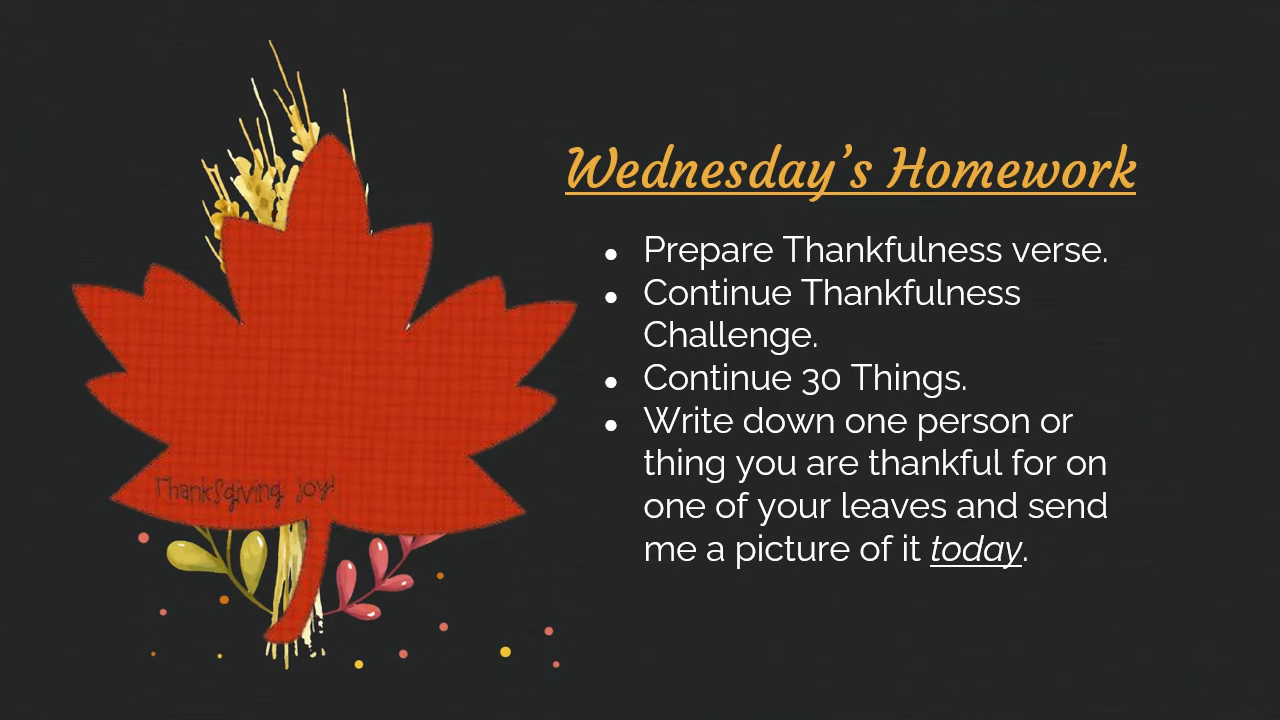 Wednesday’s Homework
● Prepare Thankfulness verse.
● Continue Thankfulness
Challenge.
● Continue 30 Things.
● Write down one person or
thing you are thankful for on
one of your leaves and send
me a picture of it today.
Thanksgiving Joy!